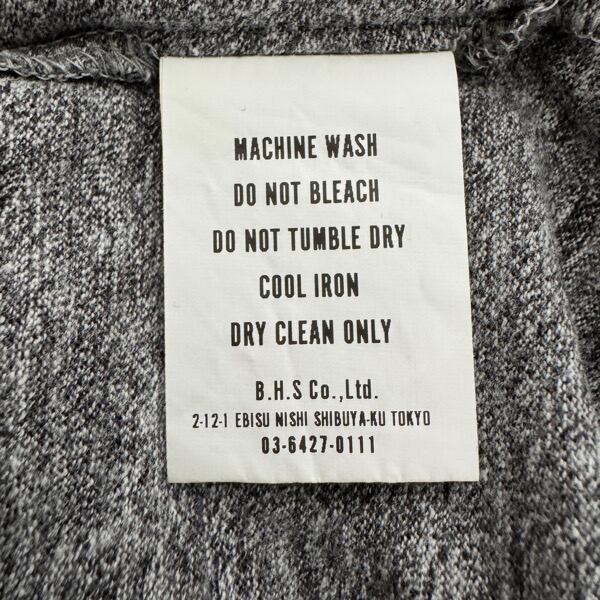 MACHINE WASH
DO NOT BLEACH
DO NOT TUMBLE DRY
COOL IRON
DRY CLEAN ONLY
B.H.S Co.,Ltd.
2-12-1 EBISU NISHI SHIBUYA-KU TOKYO
03-6427-0111